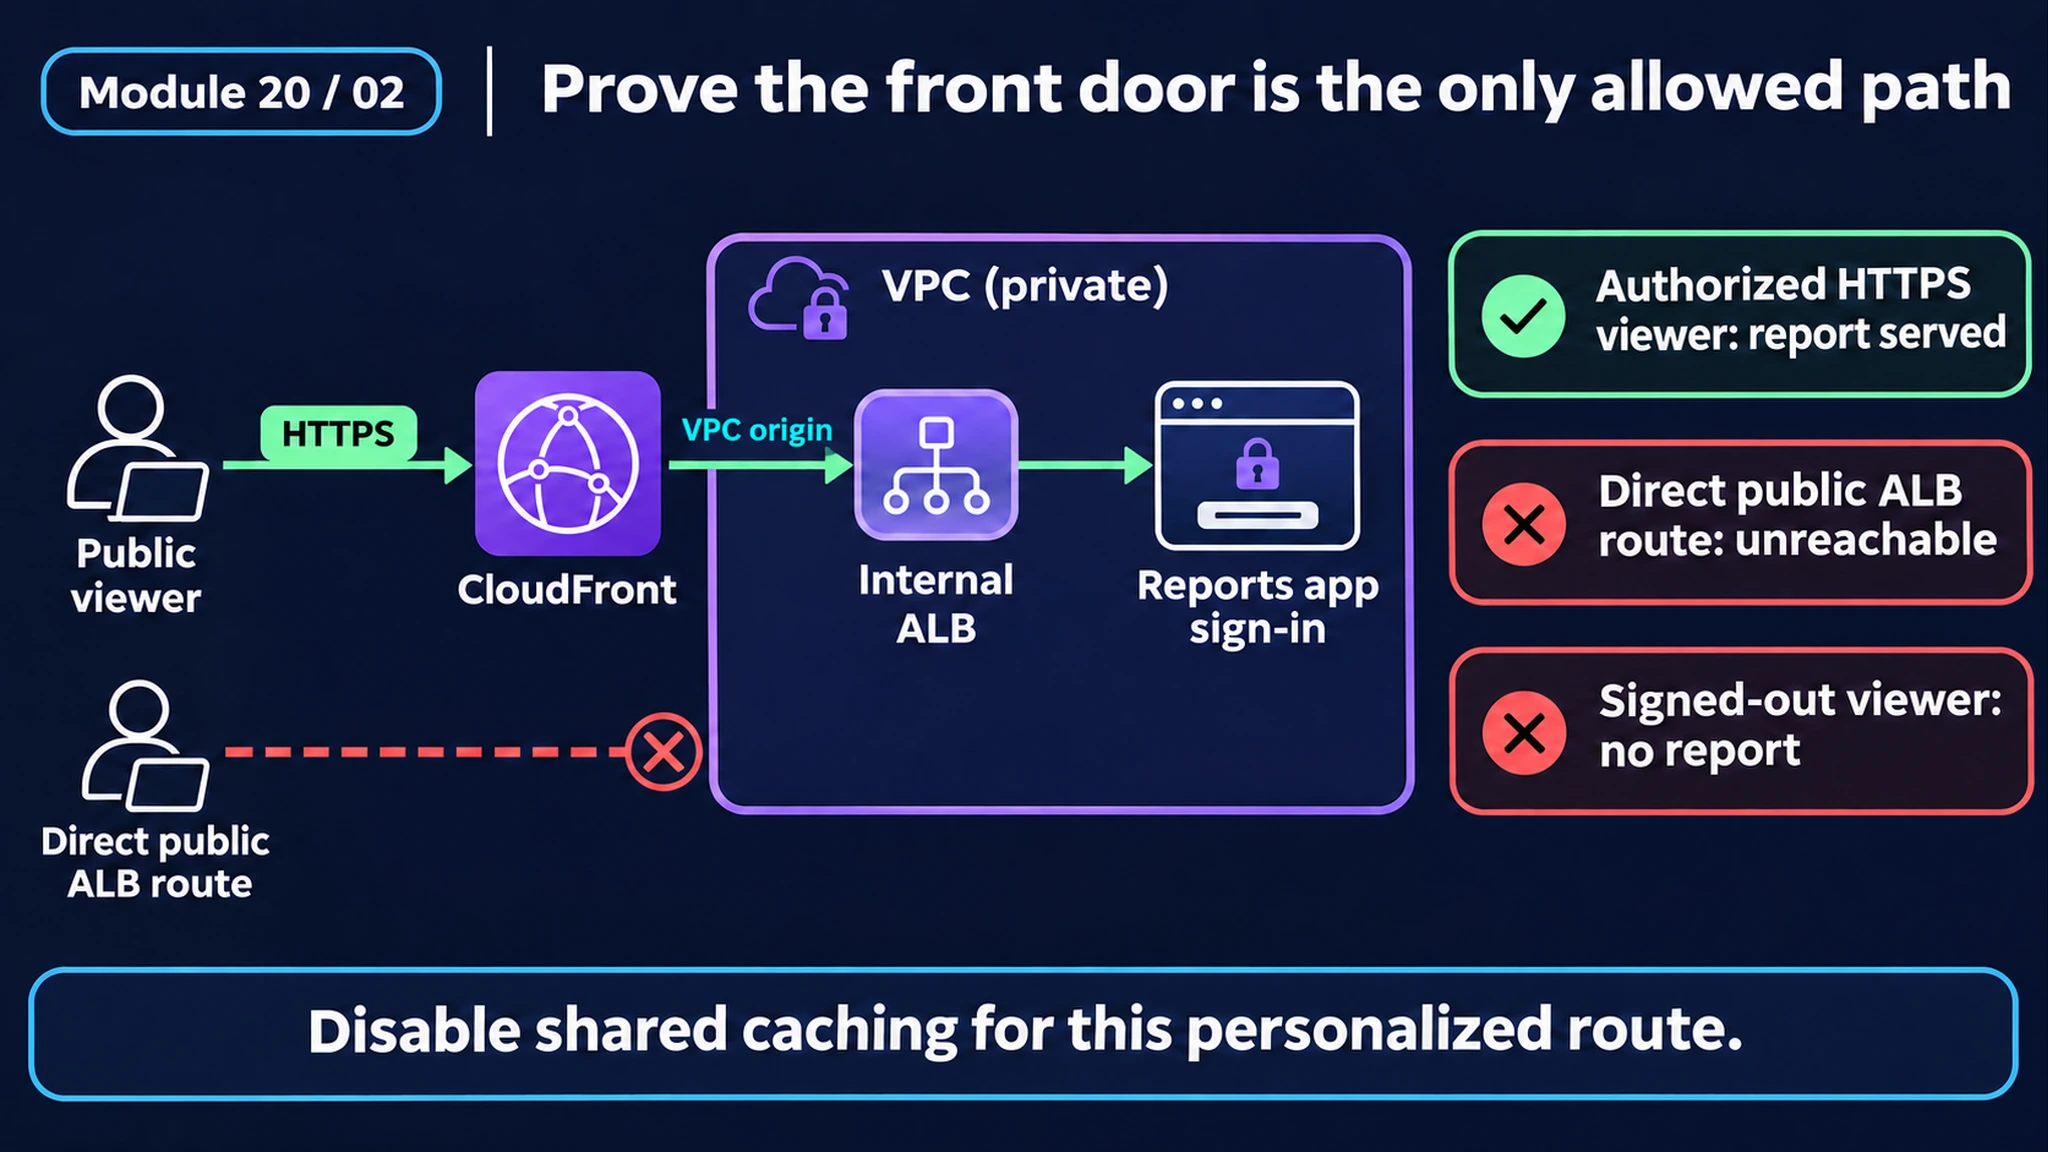 Module 20 / 02
Prove the front door is the only allowed path
VPC (private)
HTTPS
VPC origin
Public
viewer
CloudFront
Internal
ALB
Reports app
sign-in
Direct public
ALB route
Authorized HTTPS
viewer: report served
Direct public ALB
route: unreachable
Signed-out viewer:
no report
Disable shared caching for this personalized route.